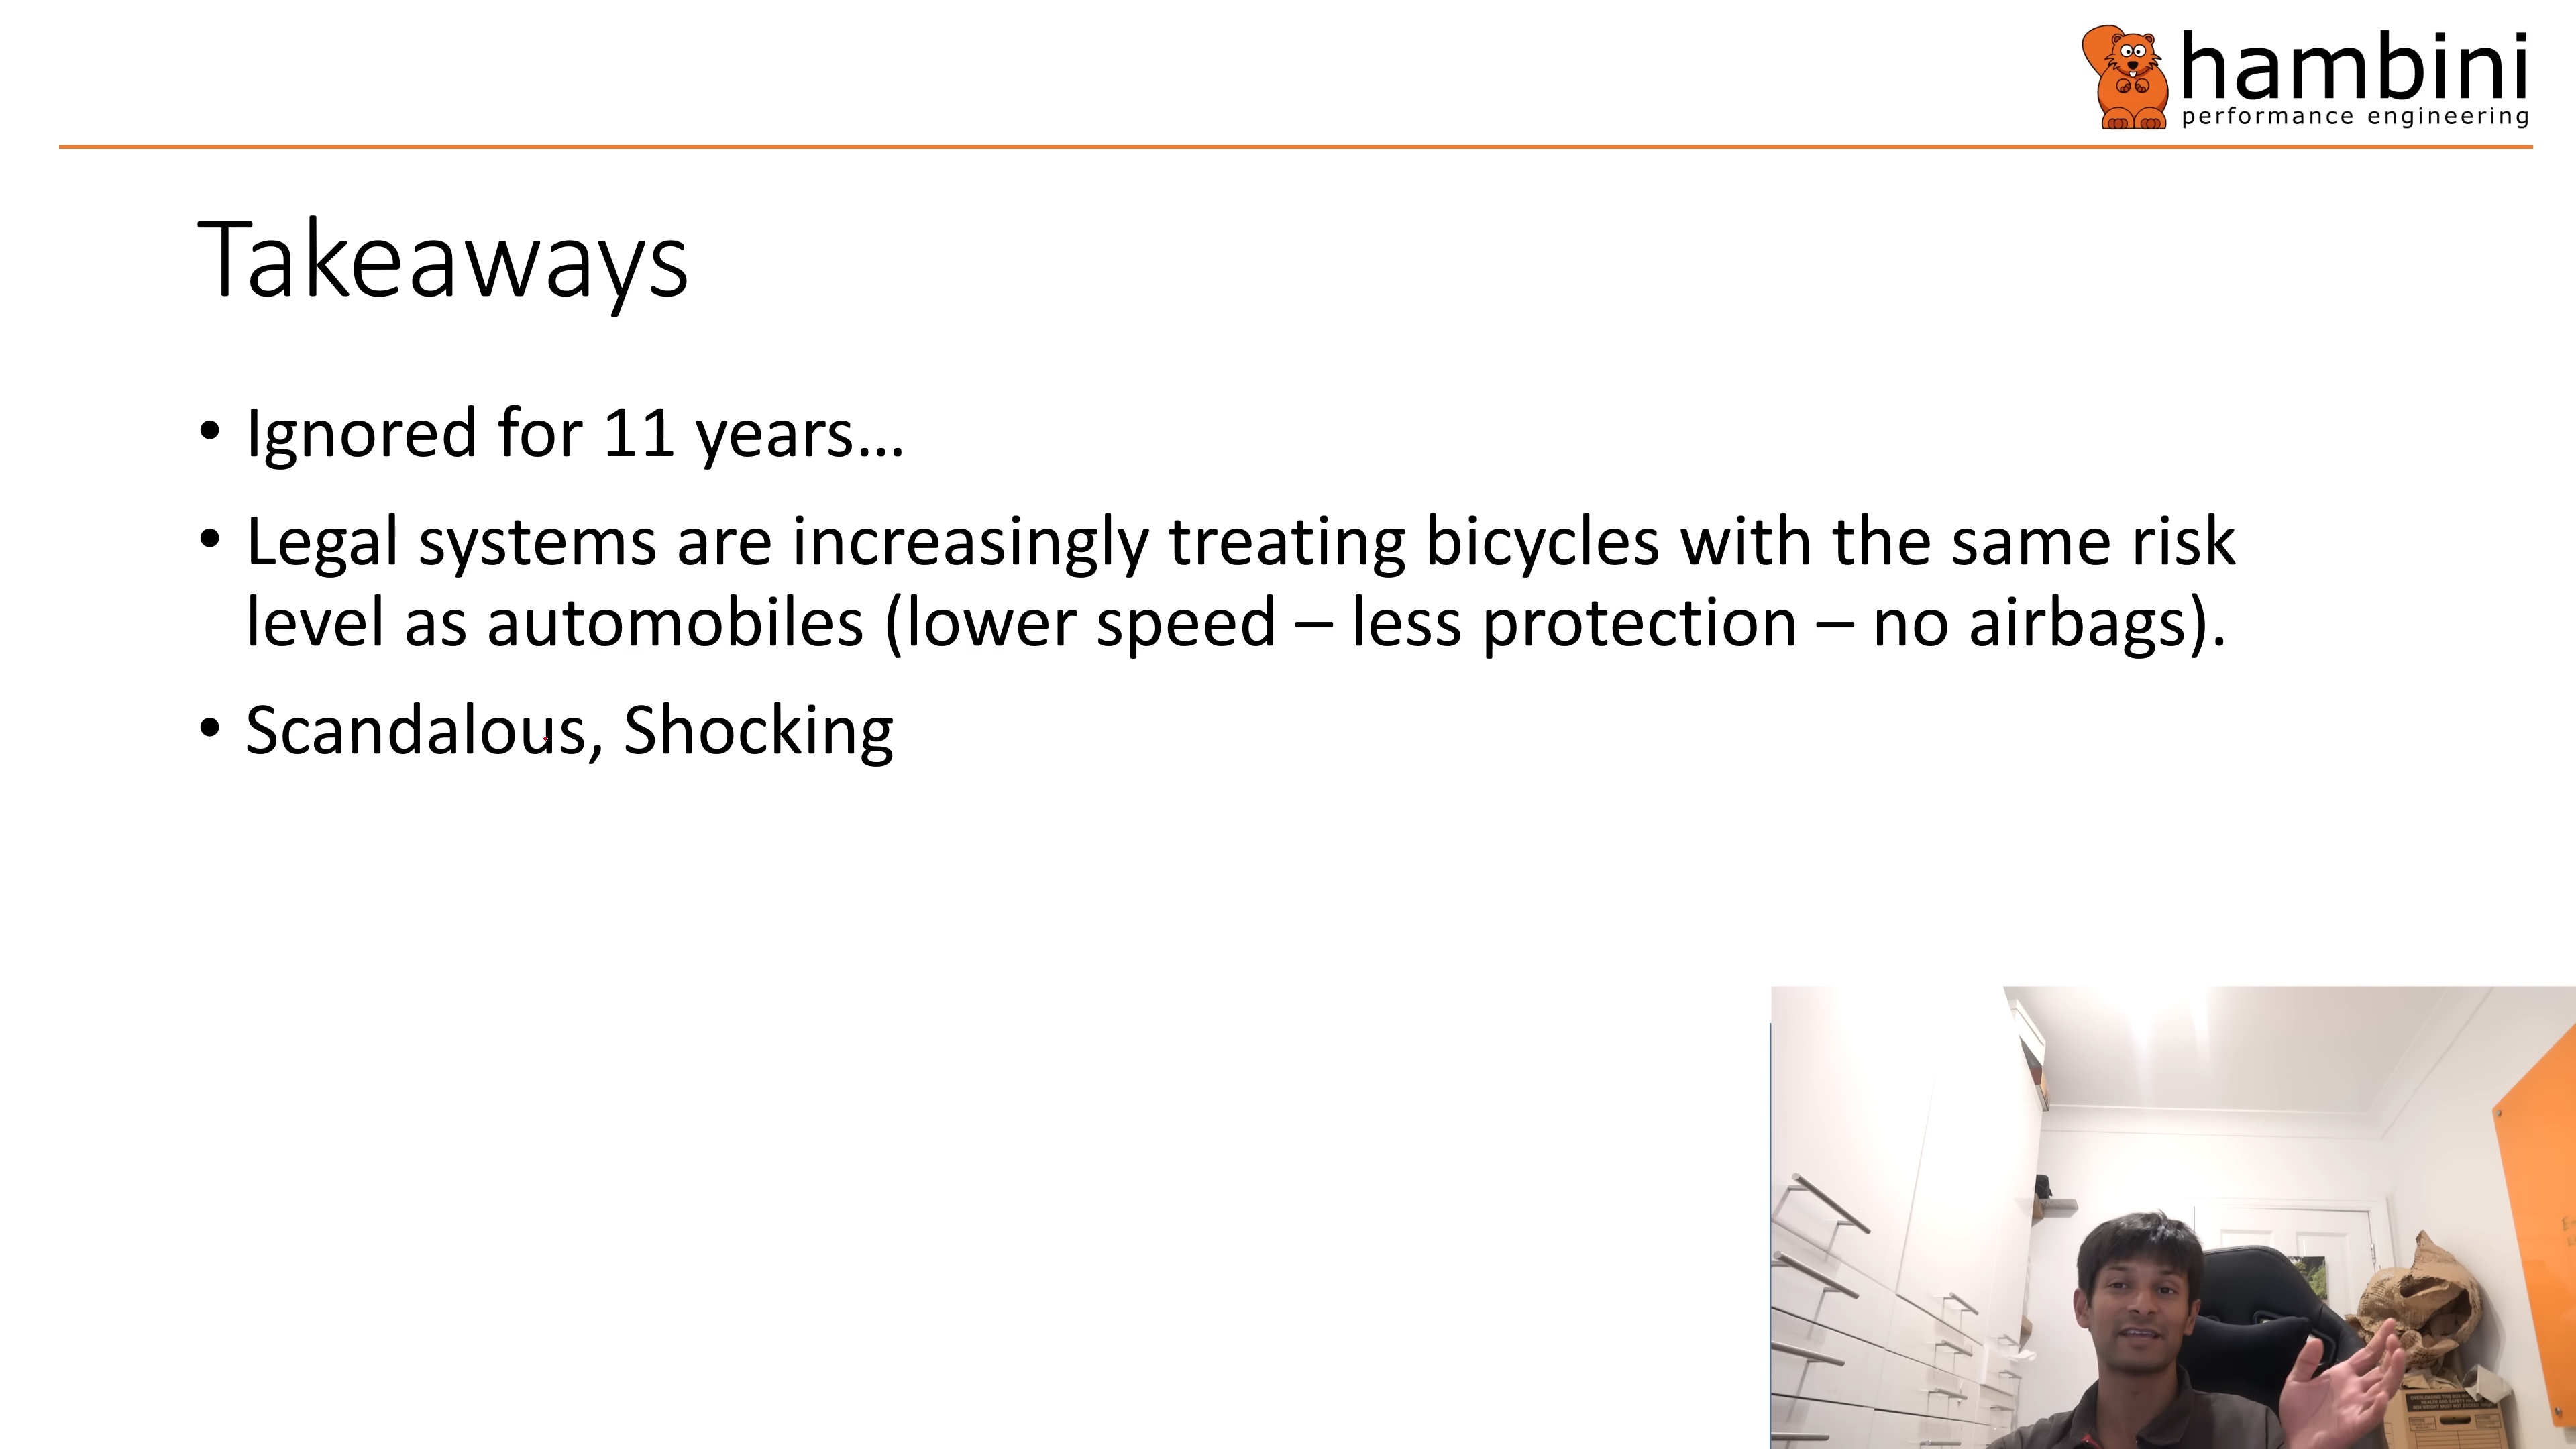 hambini
performance engineering
Takeaways
• Ignored for 11 years...
• Legal systems are increasingly treating bicycles with the same risk
level as automobiles (lower speed – less protection – no airbags).
• Scandalous, Shocking